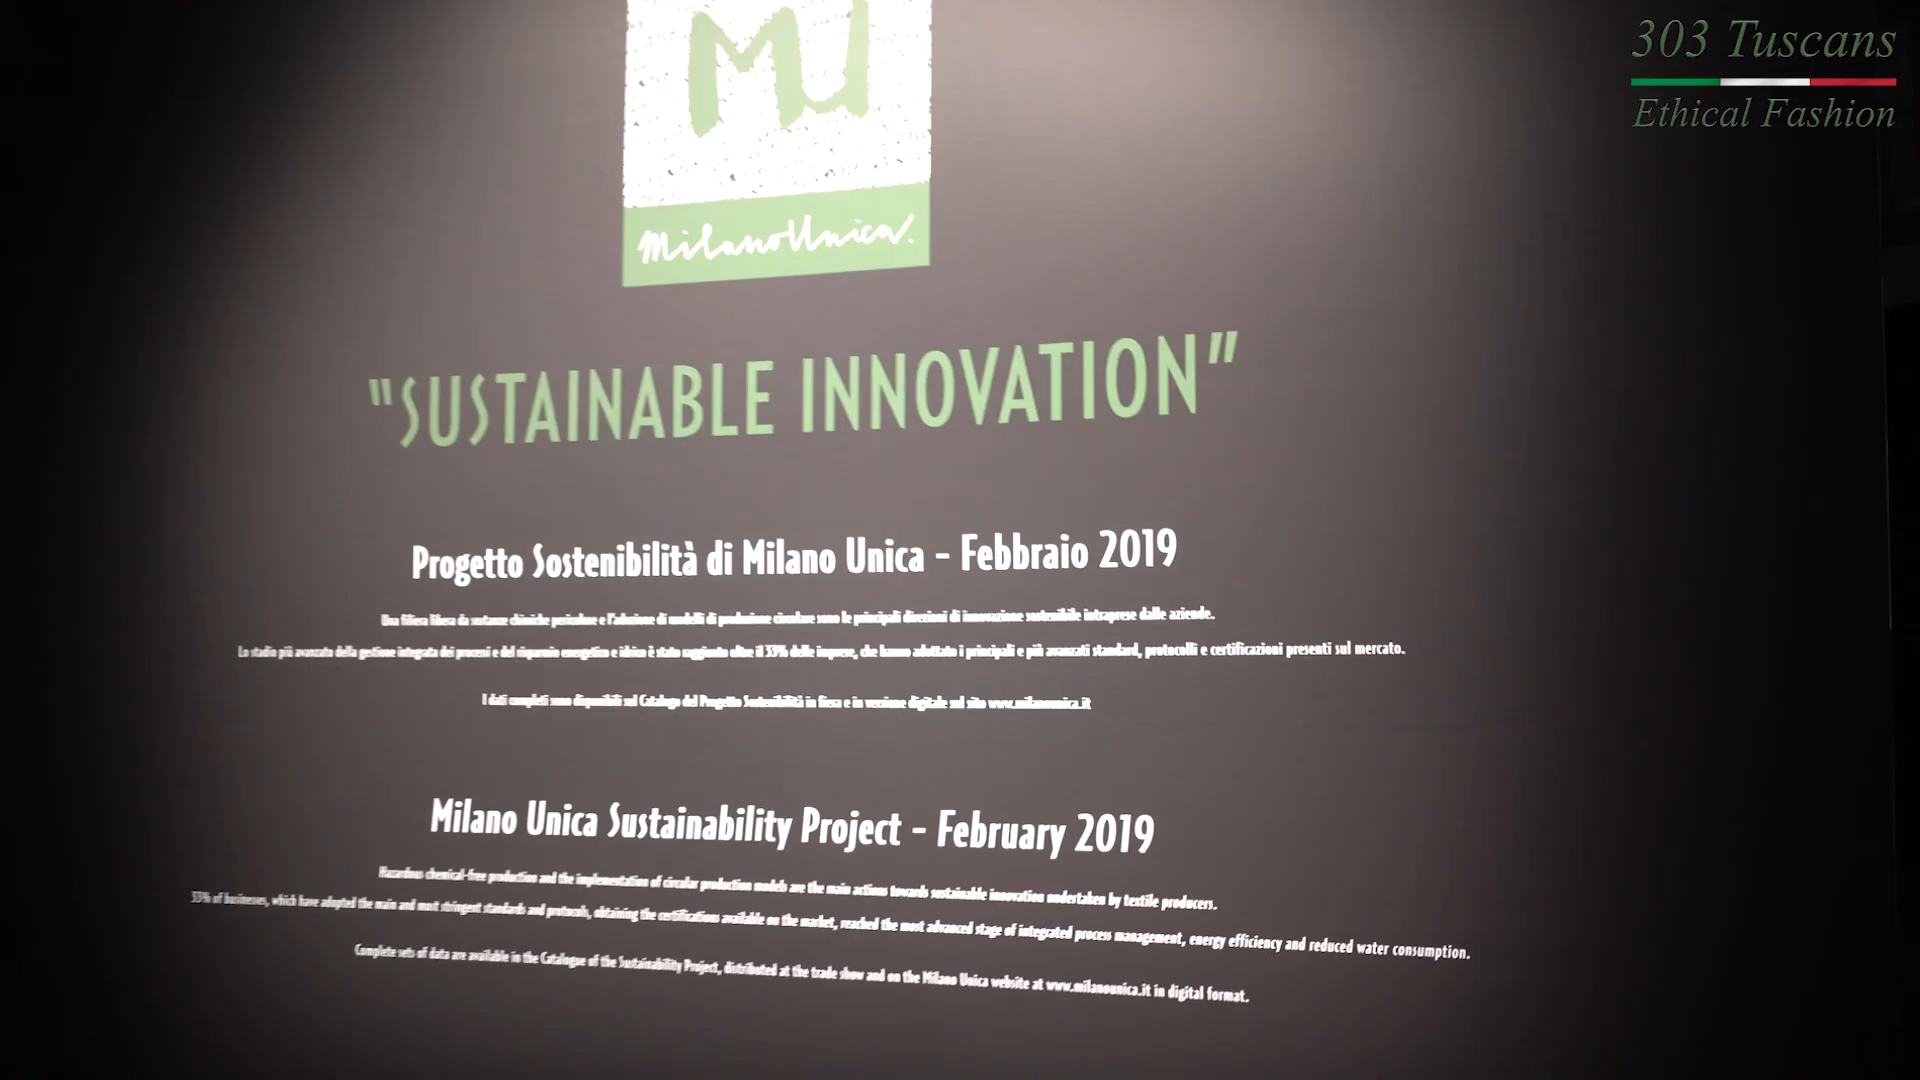 303 Tuscans
Ethical Fashion
MU
Milano Unica.
"SUSTAINABLE INNOVATION"
Progetto Sostenibilità di Milano Unica - Febbraio 2019
Una filiera libera da sostanze chimiche pericolose e l'adozione di modelli di produzione circolare sono le principali direzioni di innovazione sostenibile intraprese dalle aziende.
Lo stadio più avanzato della gestione integrata dei processi e del risparmio energetico e idrico è stato raggiunto oltre il 33% delle imprese, che hanno adottato i principali e più avanzati standard, protocolli e certificazioni presenti sul mercato.
I dati completi sono disponibili sul Catalogo del Progetto Sostenibilità in fiera e in versione digitale sul sito www.milanounica.it
Milano Unica Sustainability Project - February 2019
Hazardous chemical-free production and the implementation of circular production models are the main actions towards sustainable innovation undertaken by textile producers.
33% of businesses, which have adopted the main and most stringent standards and protocols, obtaining the certifications available on the market, reached the most advanced stage of integrated process management, energy efficiency and reduced water consumption.
Complete sets of data are available in the Catalogue of the Sustainability Project, distributed at the trade show and on the Milano Unica website at www.milanounica.it in digital format.